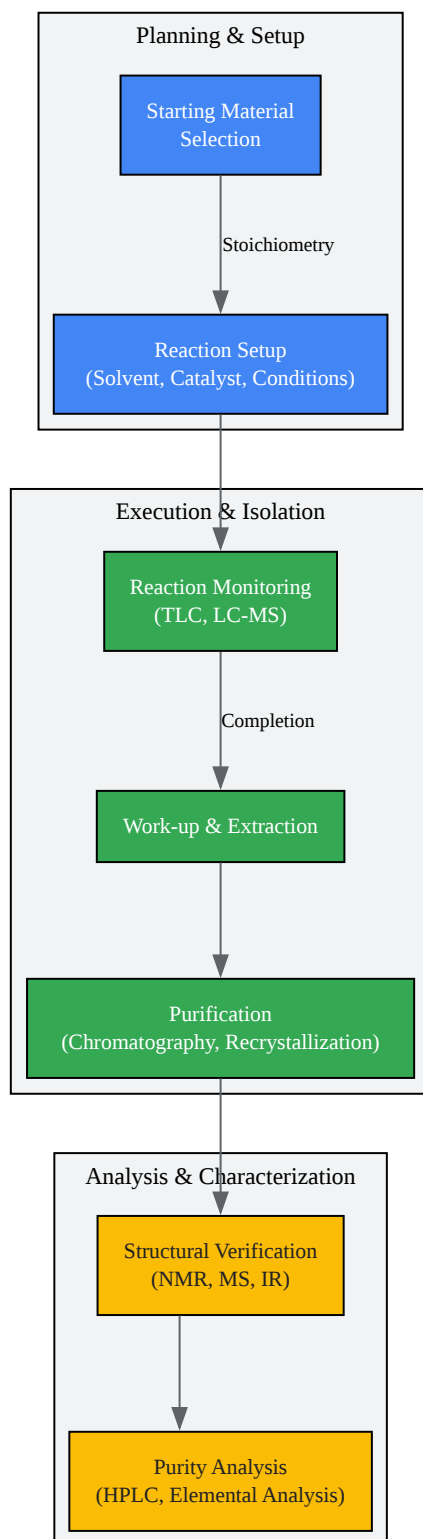 Planning & Setup
Starting Material
Selection
Stoichiometry
Reaction Setup
(Solvent, Catalyst, Conditions)
Execution & Isolation
Reaction Monitoring
(TLC, LC-MS)
Completion
Work-up & Extraction
Purification
(Chromatography, Recrystallization)
Analysis & Characterization
Structural Verification
(NMR, MS, IR)
Purity Analysis
(HPLC, Elemental Analysis)